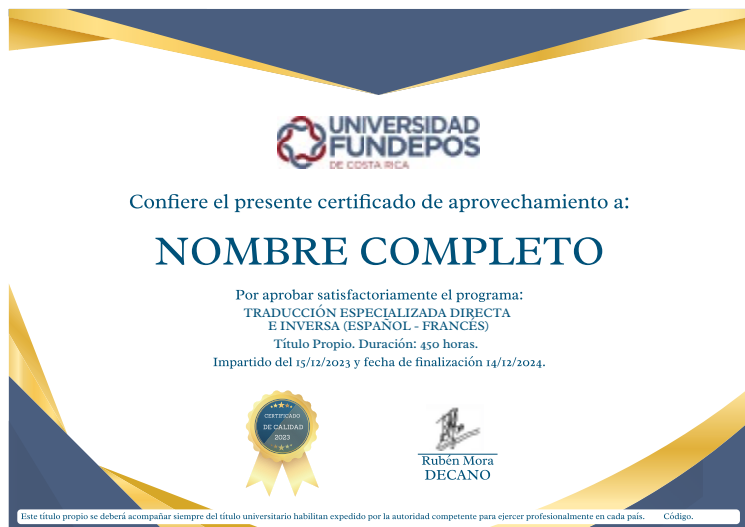 UNIVERSIDAD
FUNDEPOS
DE COSTA RICA
Confiere el presente certificado de aprovechamiento a:
NOMBRE COMPLETO
Por aprobar satisfactoriamente el programa:
TRADUCCIÓN ESPECIALIZADA DIRECTA
E INVERSA (ESPAÑOL - FRANCÉS)
Título Propio. Duración: 450 horas.
Impartido del 15/12/2023 y fecha de finalización 14/12/2024.
CERTIFICADO
DE CALIDAD
2023
Rubén Mora
DECANO
Este título propio se deberá acompañar siempre del título universitario habilitan expedido por la autoridad competente para ejercer profesionalmente en cada país. Código.